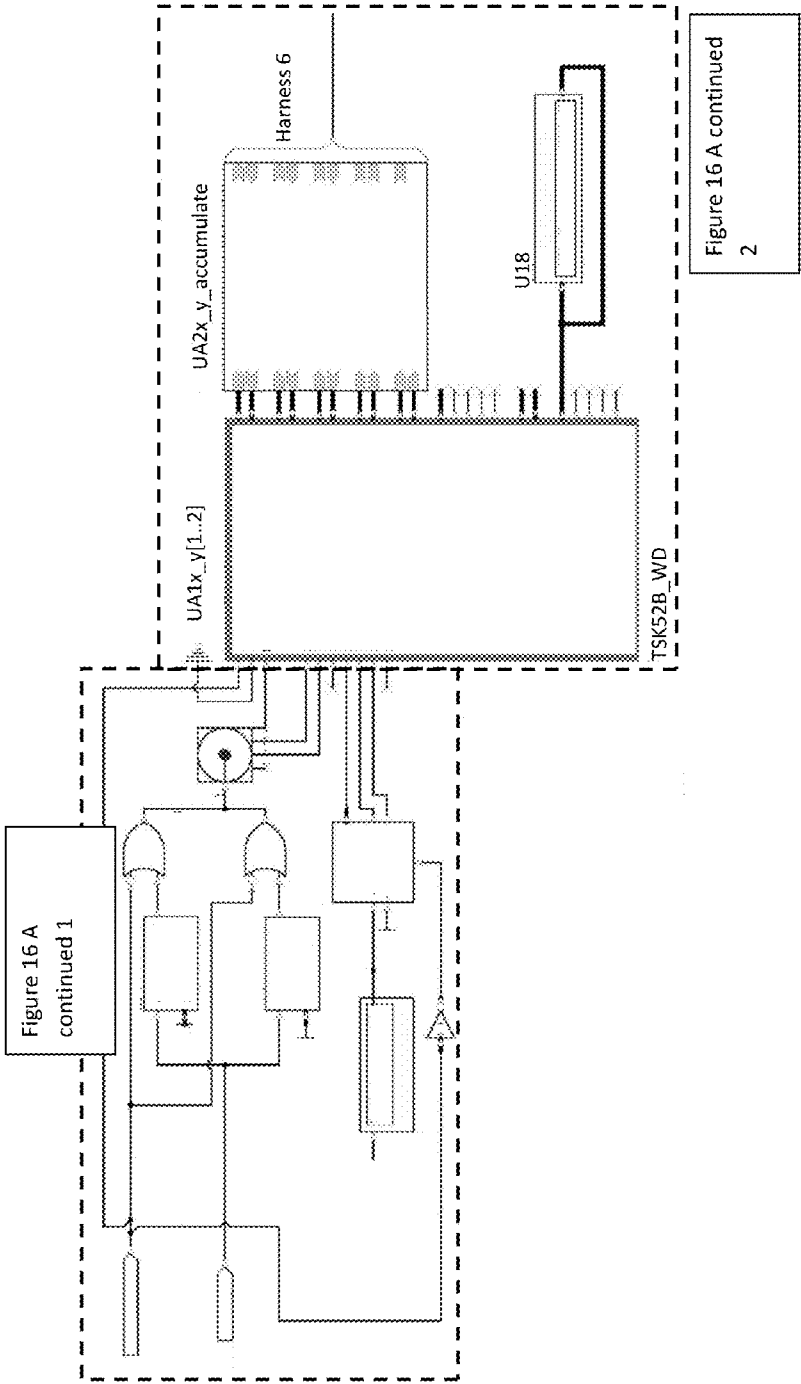 Figure 16 A
continued 1
UA1x_y[1..2]
TSK52B_WD
UA2x_y_accumulate
Harness 6
U18
Figure 16 A continued
2